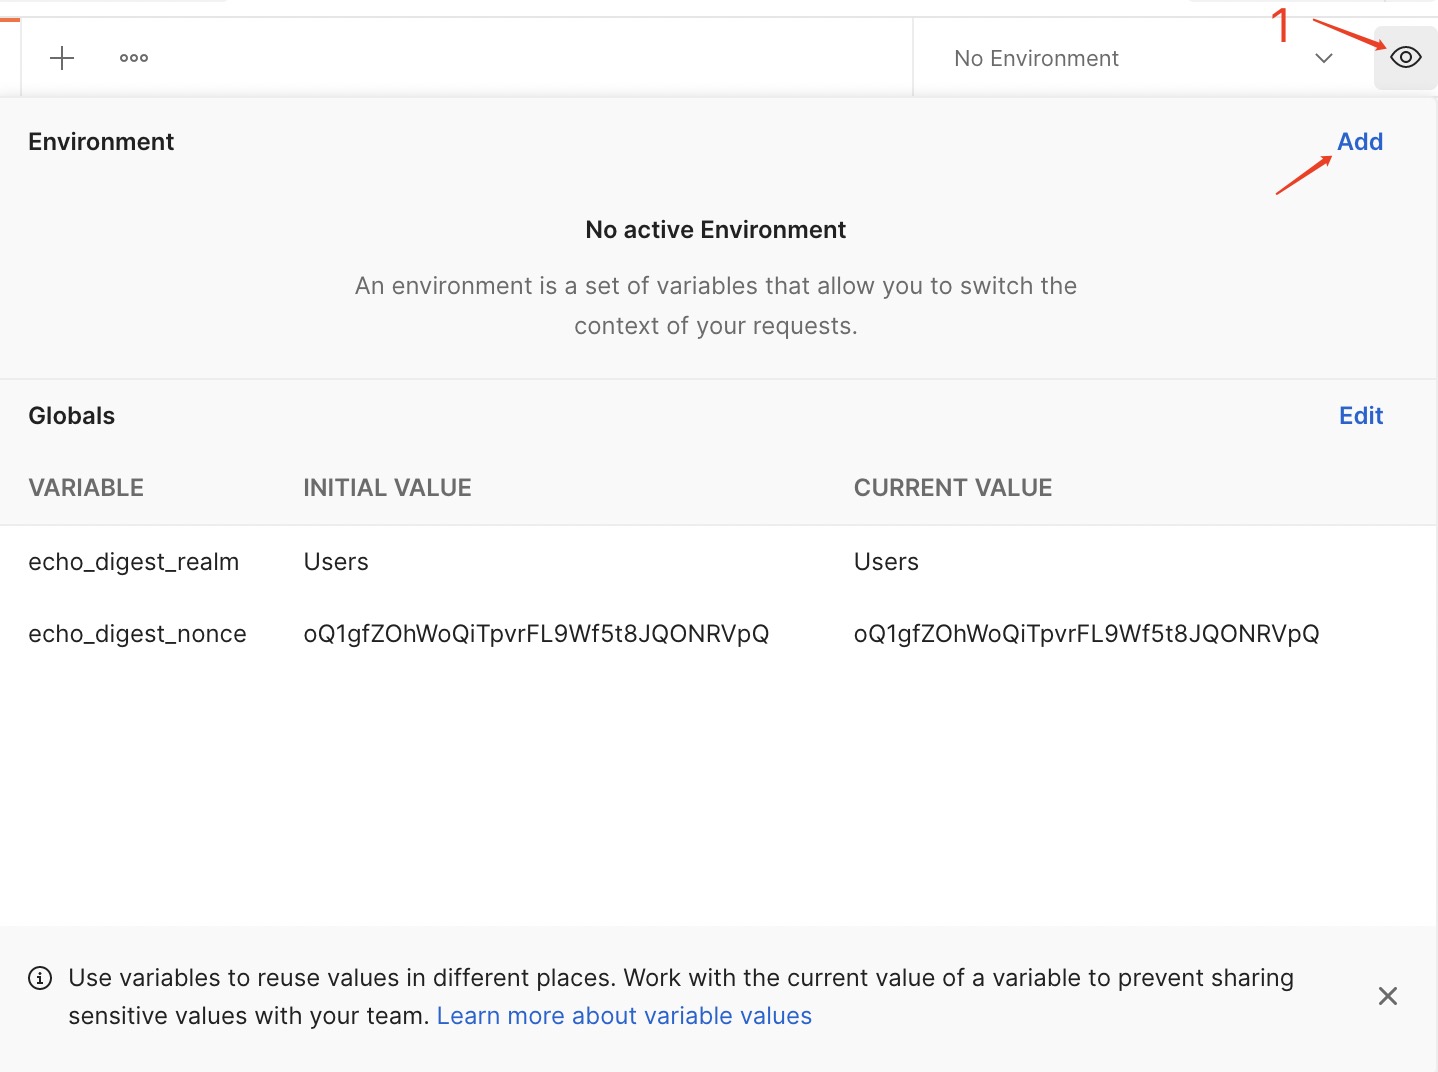 1
No Environment
Environment
Add
No active Environment
An environment is a set of variables that allow you to switch the
context of your requests.
Globals
Edit
VARIABLE INITIAL VALUE CURRENT VALUE
echo_digest_realm Users Users
echo_digest_nonce oQ1gfZOhWoQiTpvrFL9Wf5t8JQONRVpQ oQ1gfZOhWoQiTpvrFL9Wf5t8JQONRVpQ
Use variables to reuse values in different places. Work with the current value of a variable to prevent sharing
sensitive values with your team. Learn more about variable values